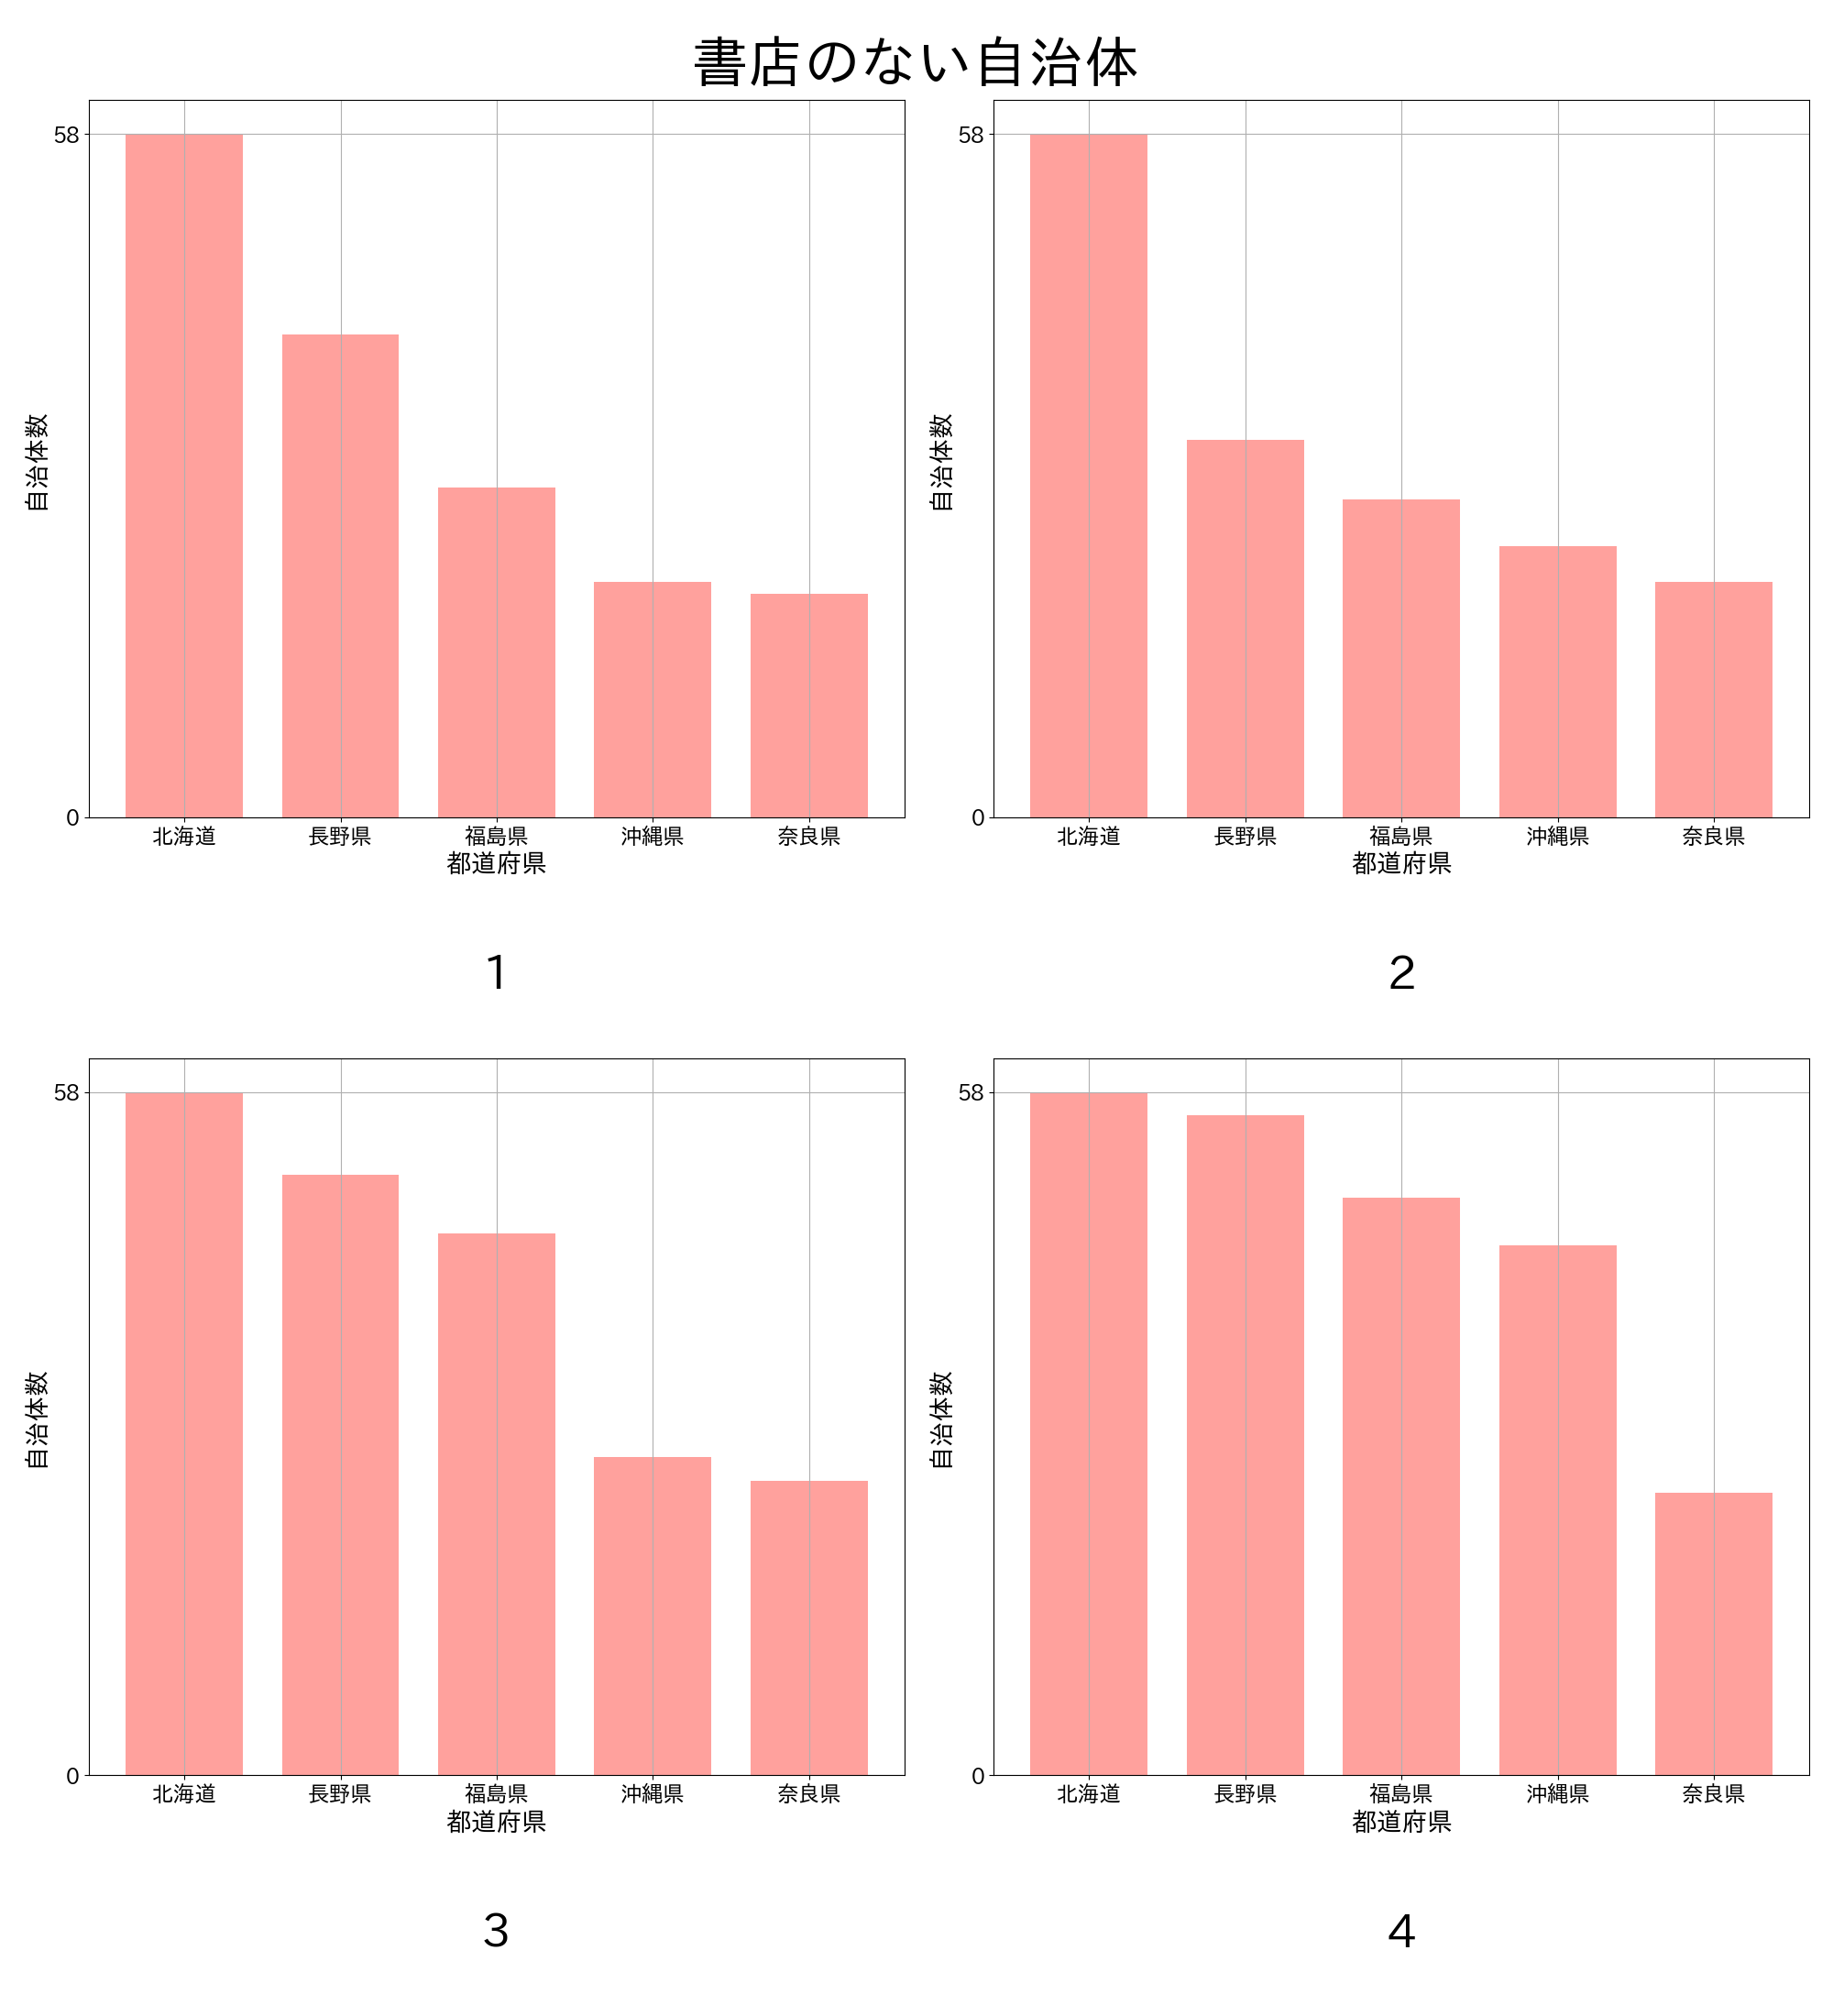 書店のない自治体
58
0
自治体数
北海道 長野県 福島県 沖縄県 奈良県
都道府県
1
58
0
自治体数
北海道 長野県 福島県 沖縄県 奈良県
都道府県
2
58
0
自治体数
北海道 長野県 福島県 沖縄県 奈良県
都道府県
3
58
0
自治体数
北海道 長野県 福島県 沖縄県 奈良県
都道府県
4